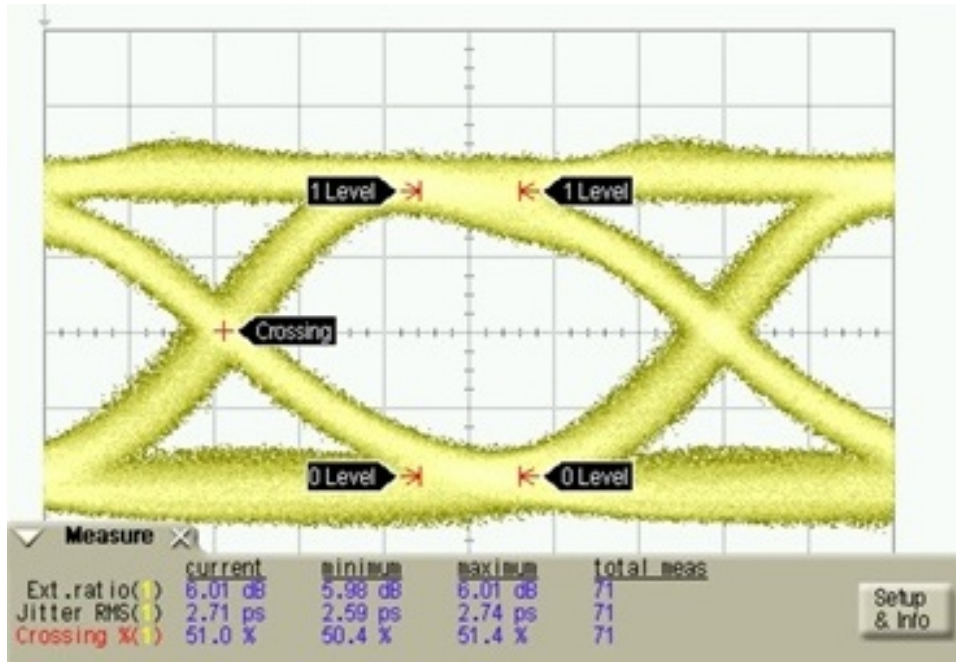 1 Level 1 Level
Crossing
0 Level 0 Level
Measure
current minimum maximum total meas
Ext.ratio(1) 6.01 dB 5.98 dB 6.01 dB 71
Jitter RMS(1) 2.71 ps 2.59 ps 2.74 ps 71
Crossing %(1) 51.0 % 50.4 % 51.4 % 71
Setup
& Info